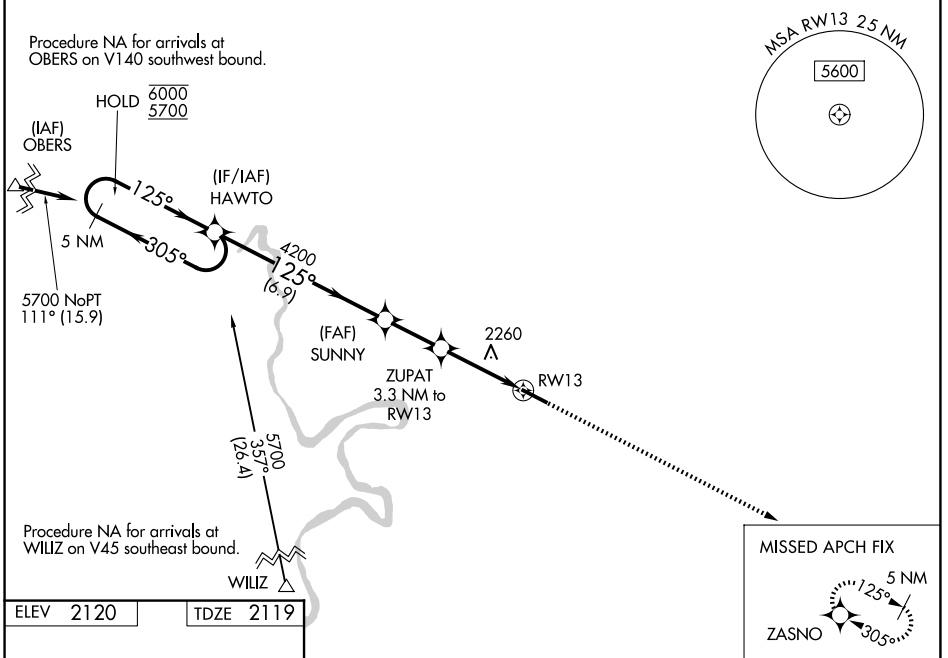 Procedure NA for arrivals at
OBERS on V140 southwest bound.
MSA RW13 25 NM
5600
HOLD
6000
5700
(IAF)
OBERS
125°
(IF/IAF)
HAWTO
5 NM
305°
4200
125°
(6.9)
5700 NoPT
111° (15.9)
(FAF)
SUNNY
2260
ZUPAT
3.3 NM to
RW13
RW13
5700
357°
(26.4)
Procedure NA for arrivals at
WILIZ on V45 southeast bound.
WILIZ
ELEV 2120
TDZE 2119
MISSED APCH FIX
5 NM
125°
ZASNO
305°